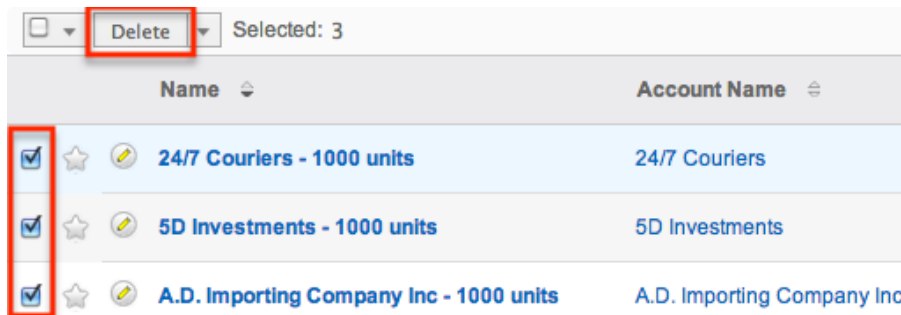 Delete Selected: 3
Name Account Name
24/7 Couriers - 1000 units 24/7 Couriers
5D Investments - 1000 units 5D Investments
A.D. Importing Company Inc - 1000 units A.D. Importing Company Inc